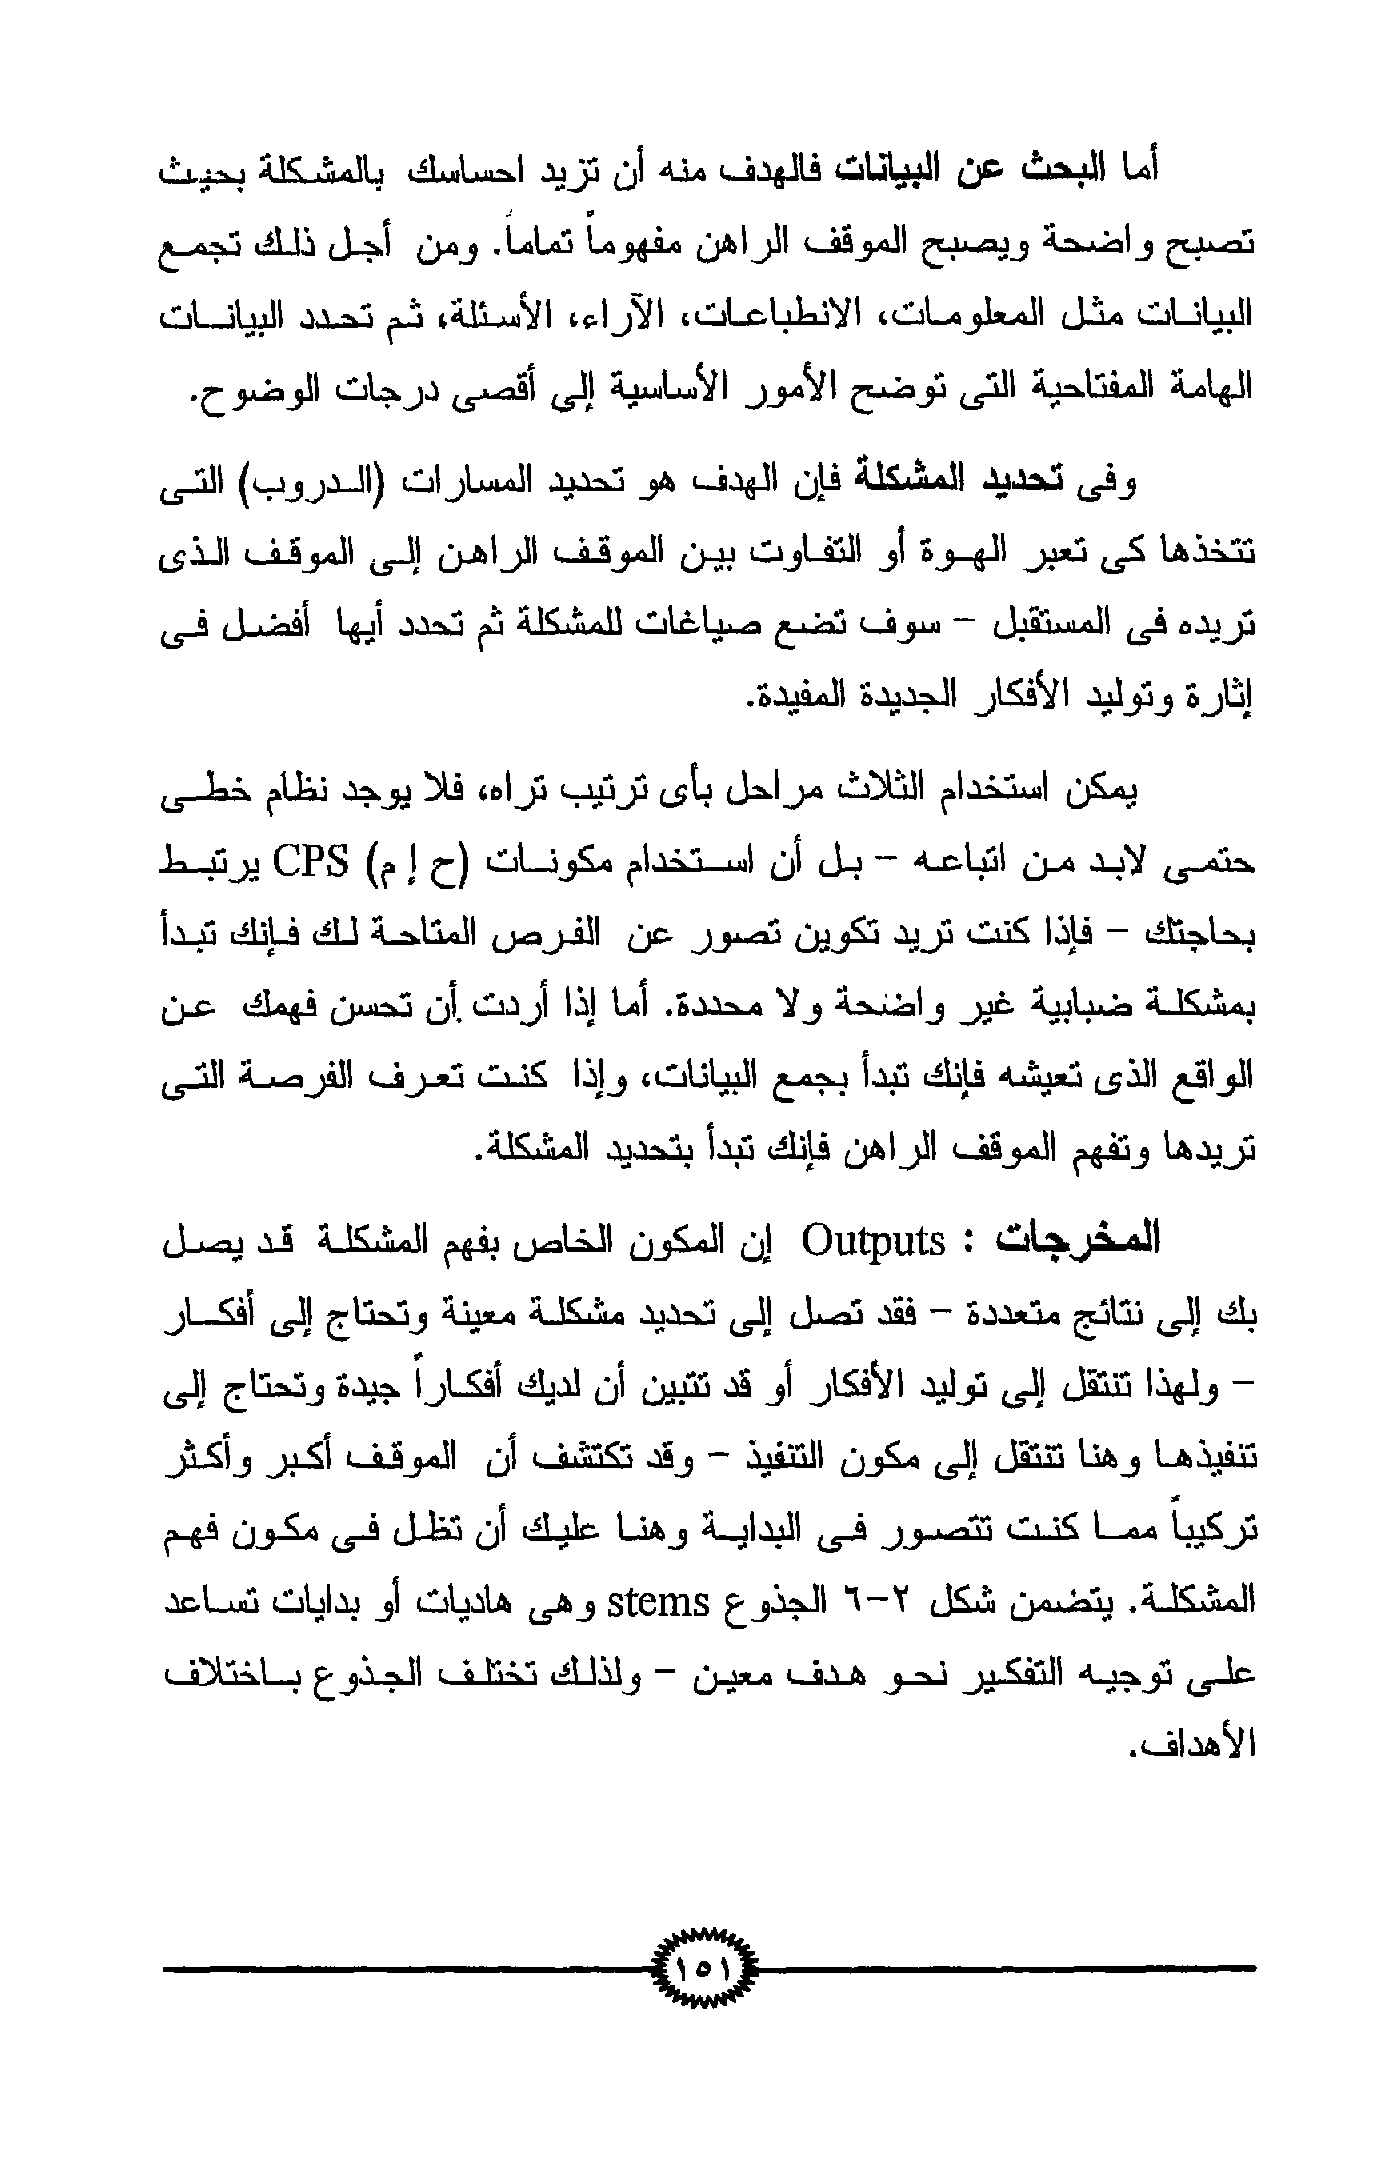 أما البحث عن البيانات فالهدف منه أن تزيد احساسك بالمشكلة بحيث
تصبح واضحة ويصبح الموقف الراهن مفهوماً تماماً. ومن أجل ذلك تجمع
البيانات مثل المعلومات، الانطباعات، الآراء، الأسئلة، ثم تحدد البيانات
الهامة المفتاحية التى توضح الأمور الأساسية إلى أقصى درجات الوضوح.
وفى تحديد المشكلة فإن الهدف هو تحديد المسارات (الدروب) التى
تتخذها كى تعبر الهوة أو التفاوت بين الموقف الراهن إلى الموقف الذى
تريده فى المستقبل – سوف تضع صياغات للمشكلة ثم تحدد أيها أفضل فى
إثارة وتوليد الأفكار الجديدة المفيدة.
يمكن استخدام الثلاث مراحل بأى ترتيب تراه، فلا يوجد نظام خطى
حتمى لابد من اتباعه – بل أن استخدام مكونات (ح إ م) CPS يرتبط
بحاجتك – فإذا كنت تريد تكوين تصور عن الفرص المتاحة لك فإنك تبدأ
بمشكلة ضبابية غير واضحة ولا محددة. أما إذا أردت أن تحسن فهمك عن
الواقع الذى تعيشه فإنك تبدأ بجمع البيانات، وإذا كنت تعرف الفرصة التى
تريدها وتفهم الموقف الراهن فإنك تبدأ بتحديد المشكلة.
المخرجات : Outputs إن المكون الخاص بفهم المشكلة قد يصل
بك إلى نتائج متعددة – فقد تصل إلى تحديد مشكلة معينة وتحتاج إلى أفكار
– ولهذا تنتقل إلى توليد الأفكار أو قد تتبين أن لديك أفكاراً جيدة وتحتاج إلى
تنفيذها وهنا تنتقل إلى مكون التنفيذ – وقد تكتشف أن الموقف أكبر وأكثر
تركيباً مما كنت تتصور فى البداية وهنا عليك أن تظل فى مكون فهم
المشكلة. يتضمن شكل ٢-٦ الجذوع stems وهى هاديات أو بدايات تساعد
على توجيه التفكير نحو هدف معين – ولذلك تختلف الجذوع باختلاف
الأهداف.
١٥١